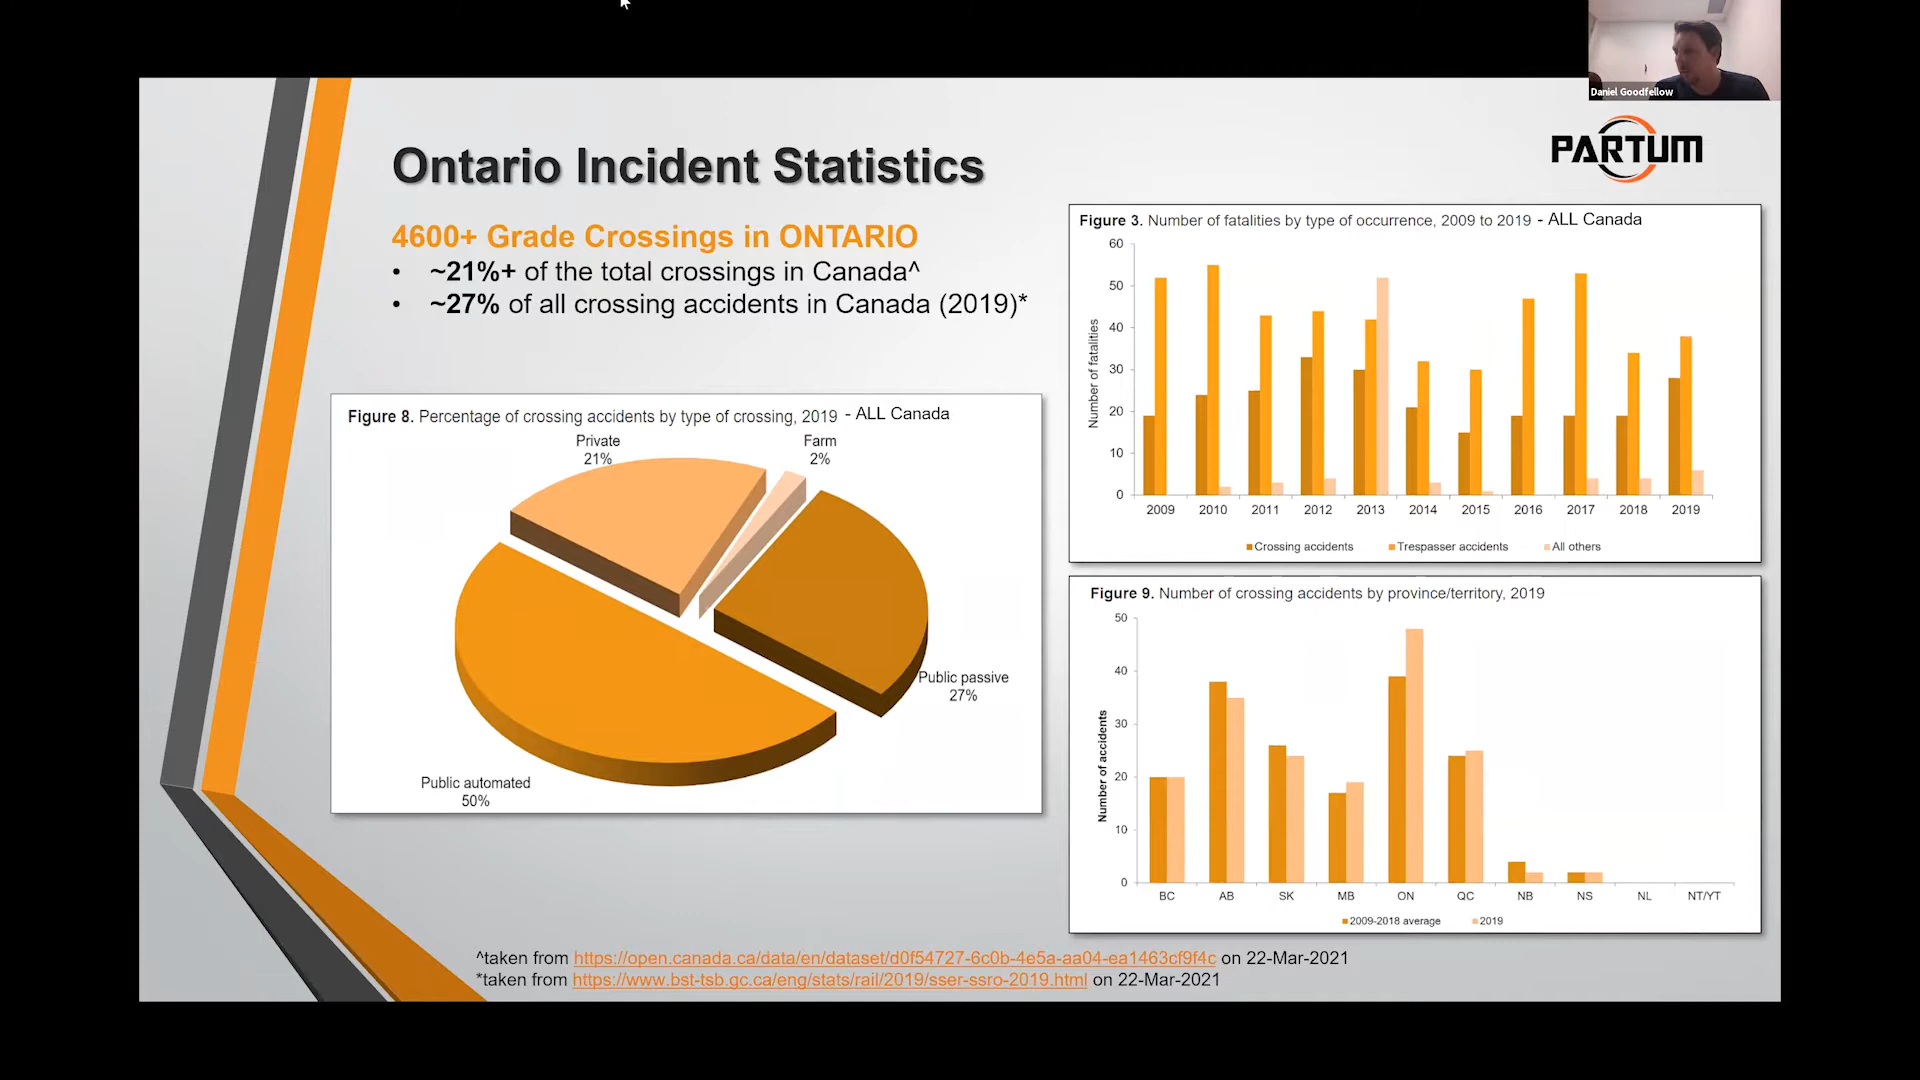 Daniel Goodfellow
PARTUM
Ontario Incident Statistics
4600+ Grade Crossings in ONTARIO
• ~21%+ of the total crossings in Canada^
• ~27% of all crossing accidents in Canada (2019)*
Figure 8. Percentage of crossing accidents by type of crossing, 2019 - ALL Canada
Private
21%
Farm
2%
Public passive
27%
Public automated
50%
Figure 3. Number of fatalities by type of occurrence, 2009 to 2019 - ALL Canada
Number of fatalities
60
50
40
30
20
10
0
2009 2010 2011 2012 2013 2014 2015 2016 2017 2018 2019
Crossing accidents Trespasser accidents All others
Figure 9. Number of crossing accidents by province/territory, 2019
Number of accidents
50
40
30
20
10
0
BC AB SK MB ON QC NB NS NL NT/YT
2009-2018 average 2019
^taken from https://open.canada.ca/data/en/dataset/d0f54727-6c0b-4e5a-aa04-ea1463cf9f4c on 22-Mar-2021
*taken from https://www.bst-tsb.gc.ca/eng/stats/rail/2019/sser-ssro-2019.html on 22-Mar-2021